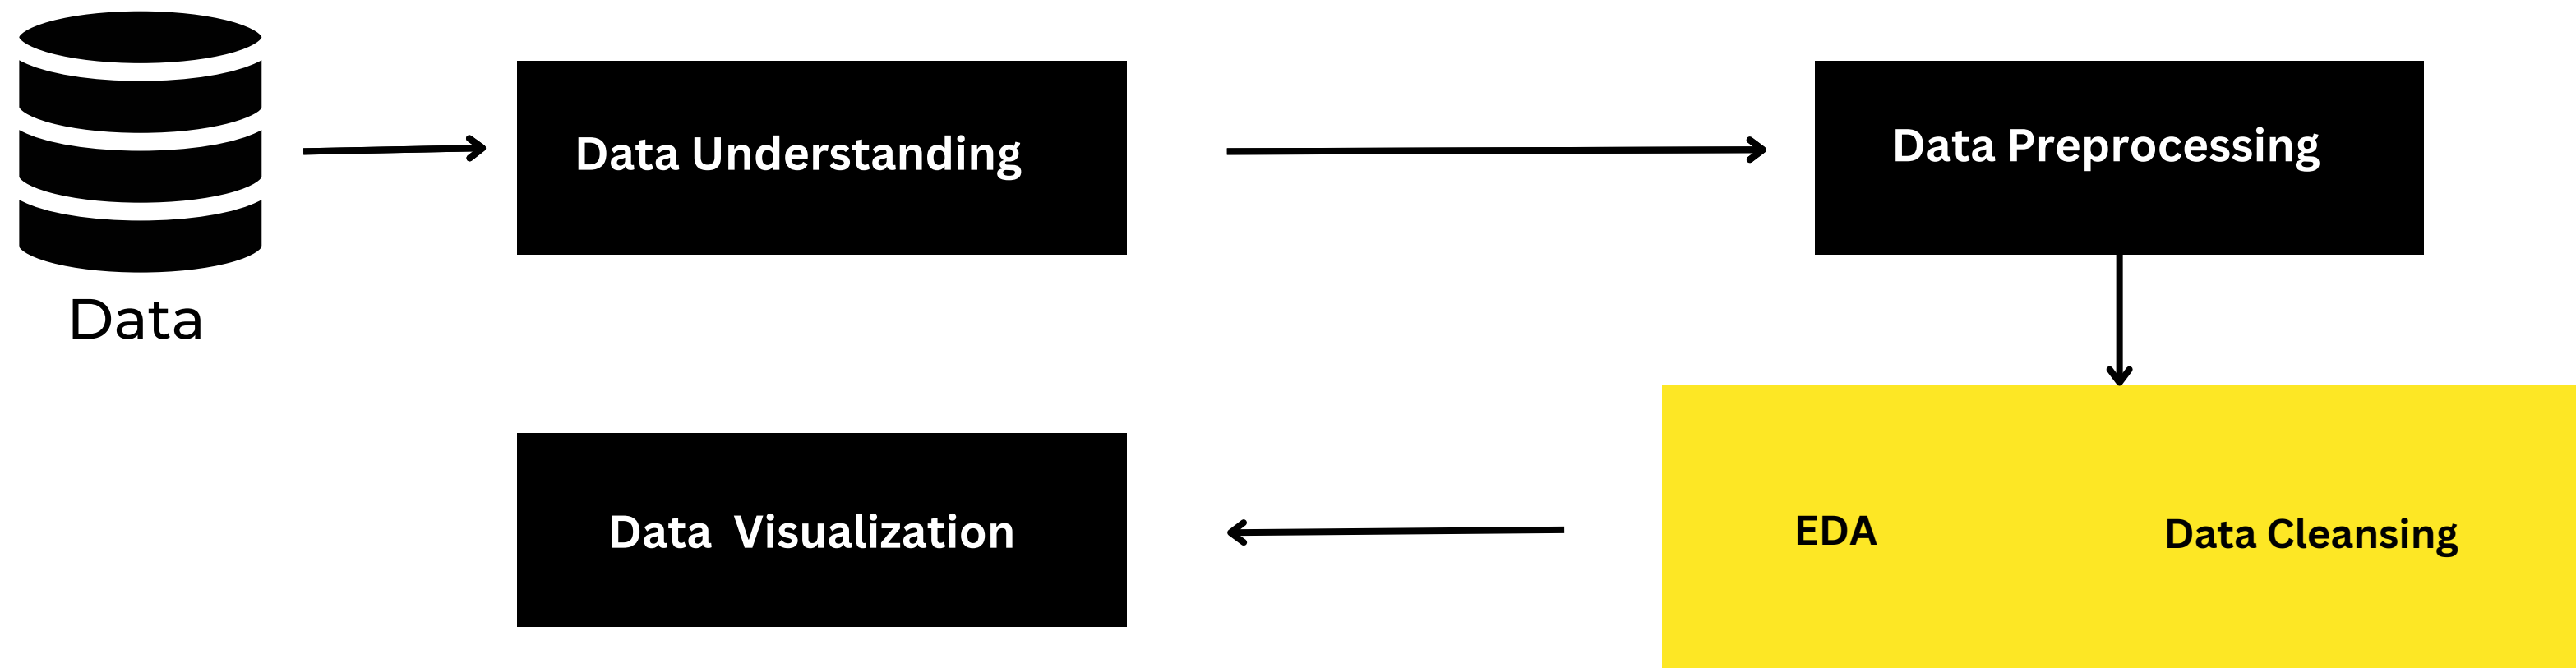 Data
Data Understanding
Data Preprocessing
EDA
Data Cleansing
Data  Visualization